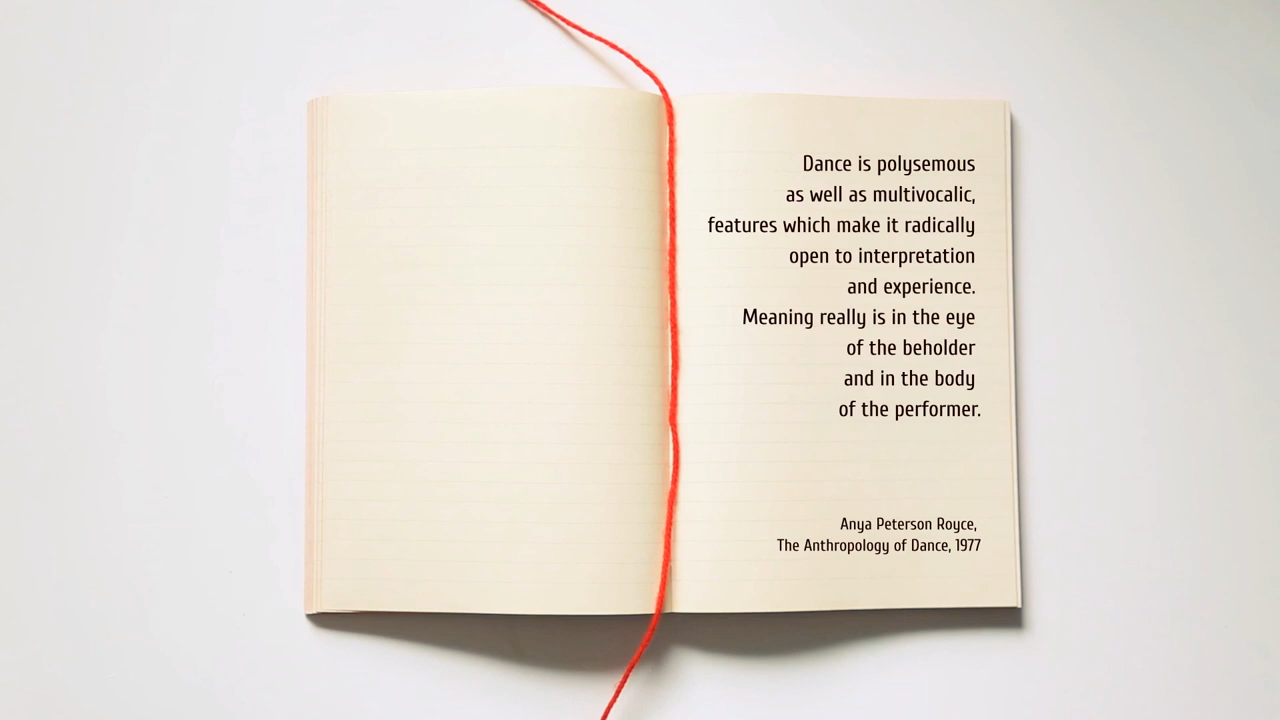 Dance is polysemous
as well as multivocalic,
features which make it radically
open to interpretation
and experience.
Meaning really is in the eye
of the beholder
and in the body
of the performer.
Anya Peterson Royce,
The Anthropology of Dance, 1977